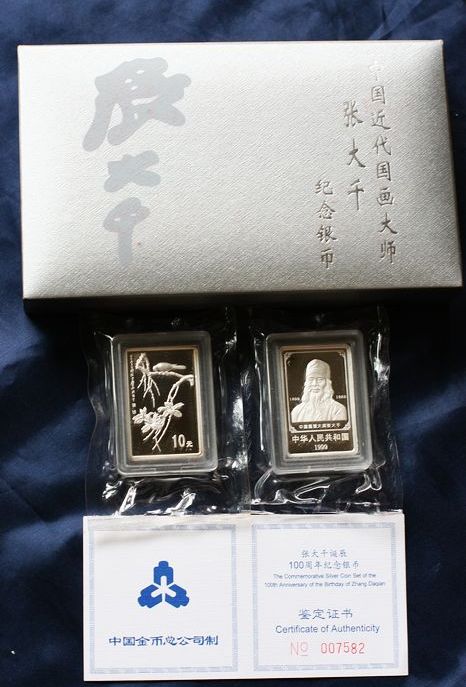 中国近代国画大师
张大千
纪念银币
张大千
10元
1899
1999
中国国画大师张大千
中华人民共和国
1999
中国金币总公司制
张大千诞辰
100周年纪念银币
The Commemorative Silver Coin Set of the
100th Anniversary of the Birthday of Zhang Daqian
鉴定证书
Certificate of Authenticity
NO 007582